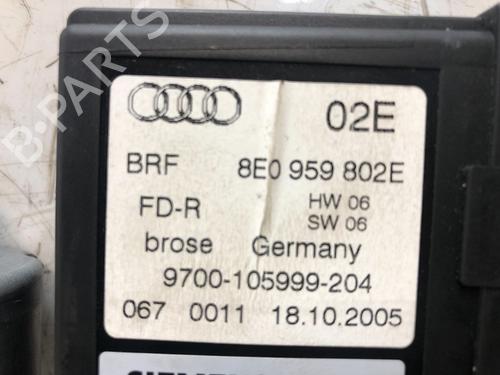 02E
BRF 8E0 959 802E
FD-R HW 06
SW 06
brose Germany
9700-105999-204
067 0011 18.10.2005
B-PARTS